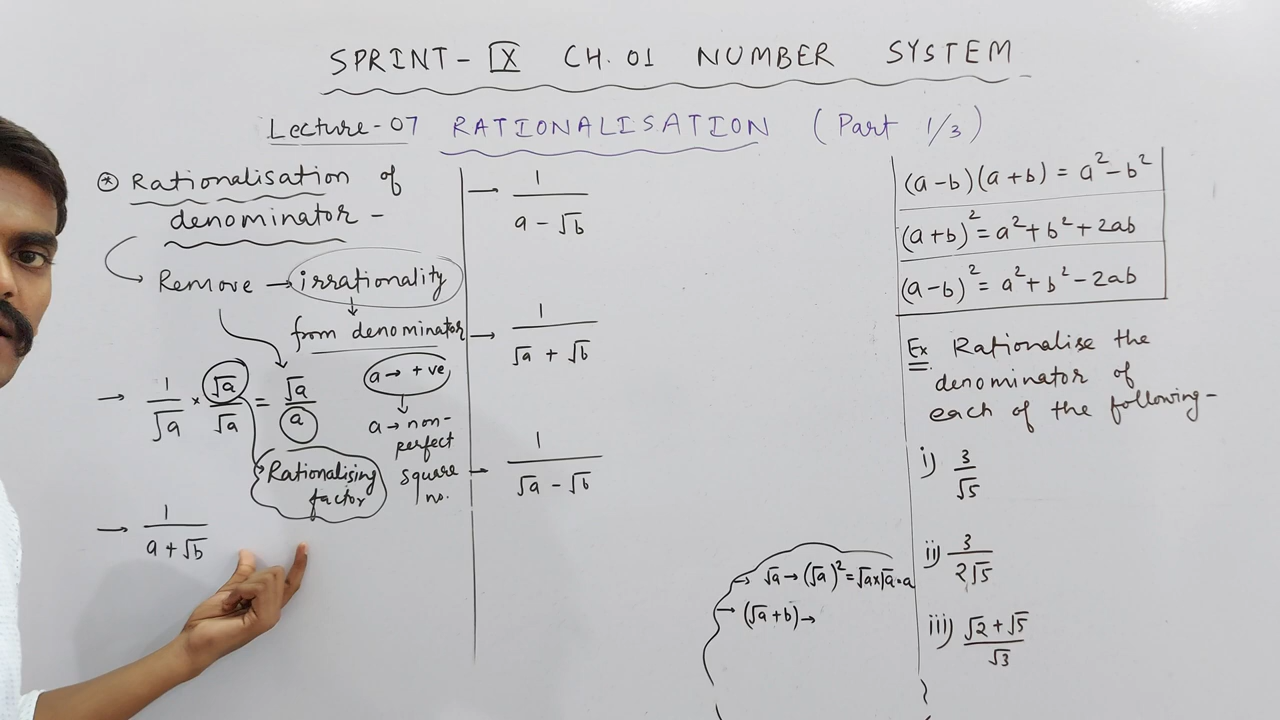 SPRINT-IX CH.01 NUMBER SYSTEM
Lecture-07 RATIONALISATION (Part 1/3)
⊛ Rationalisation of
denominator -
Remove → irrationality
from denominator
→ 1/√a × √a/√a = √a/a
a → +ve
a → non-
perfect
square
no.
Rationalising
factor
→ 1/(a + √b)
→ 1/(a - √b)
→ 1/(√a + √b)
→ 1/(√a - √b)
→ √a → (√a)² = √a×√a = a
→ (√a + b) →
(a-b)(a+b) = a²-b²
(a+b)² = a²+b²+2ab
(a-b)² = a²+b²-2ab
Ex. Rationalise the
denominator of
each of the following-
i) 3/√5
ii) 3/2√5
iii) (√2+√5)/√3